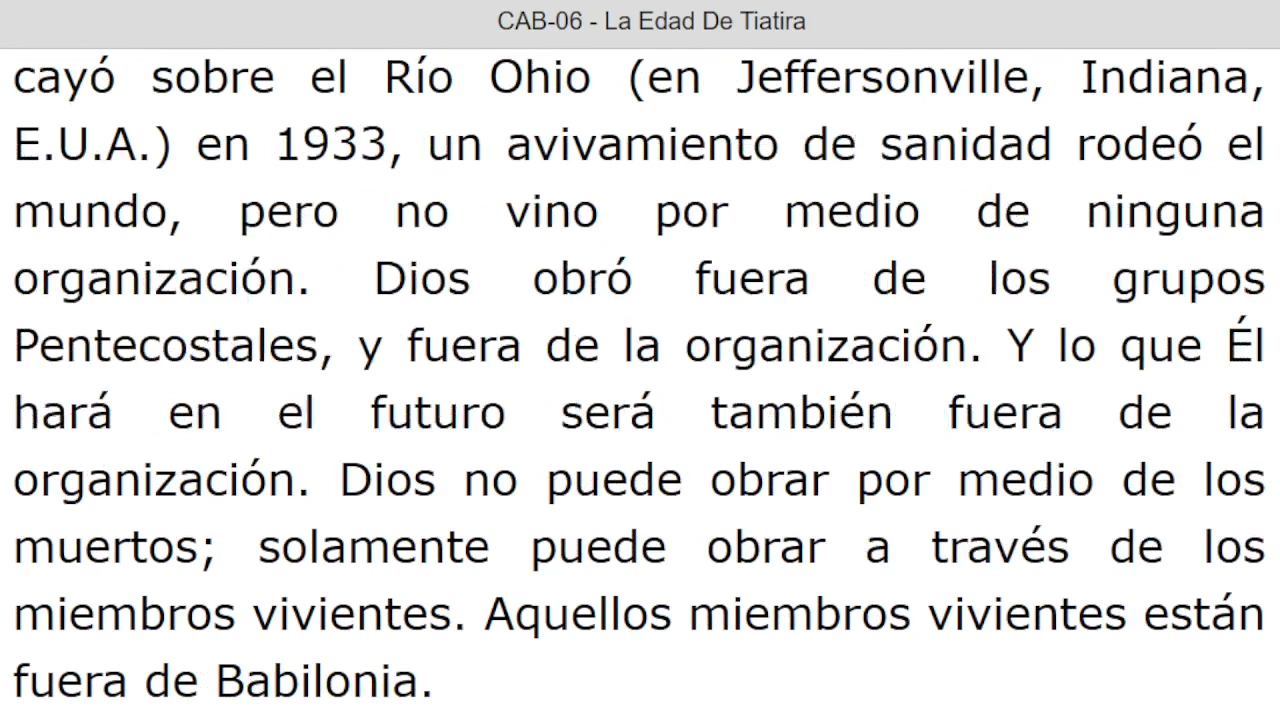 CAB-06 - La Edad De Tiatira
cayó sobre el Río Ohio (en Jeffersonville, Indiana,
E.U.A.) en 1933, un avivamiento de sanidad rodeó el
mundo, pero no vino por medio de ninguna
organización. Dios obró fuera de los grupos
Pentecostales, y fuera de la organización. Y lo que Él
hará en el futuro será también fuera de la
organización. Dios no puede obrar por medio de los
muertos; solamente puede obrar a través de los
miembros vivientes. Aquellos miembros vivientes están
fuera de Babilonia.